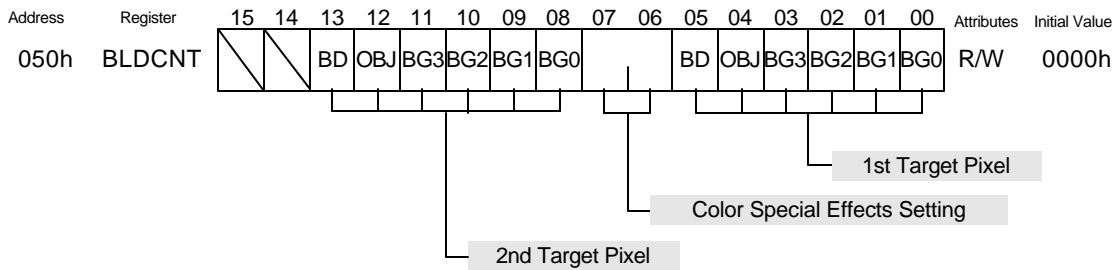 Address Register 15 14 13 12 11 10 09 08 07 06 05 04 03 02 01 00 Attributes Initial Value
050h BLDCNT BD OBJ BG3 BG2 BG1 BG0 BD OBJ BG3 BG2 BG1 BG0 R/W 0000h
1st Target Pixel
Color Special Effects Setting
2nd Target Pixel